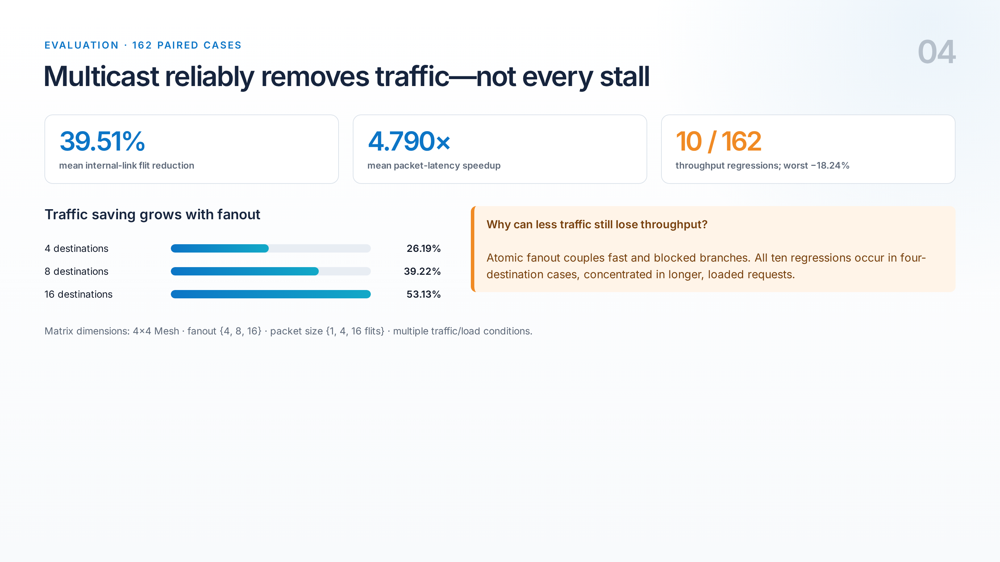 EVALUATION · 162 PAIRED CASES
04
Multicast reliably removes traffic—not every stall
39.51%
mean internal-link flit reduction
4.790×
mean packet-latency speedup
10 / 162
throughput regressions; worst −18.24%
Traffic saving grows with fanout
4 destinations 26.19%
8 destinations 39.22%
16 destinations 53.13%
Why can less traffic still lose throughput?
Atomic fanout couples fast and blocked branches. All ten regressions occur in four-
destination cases, concentrated in longer, loaded requests.
Matrix dimensions: 4×4 Mesh · fanout {4, 8, 16} · packet size {1, 4, 16 flits} · multiple traffic/load conditions.